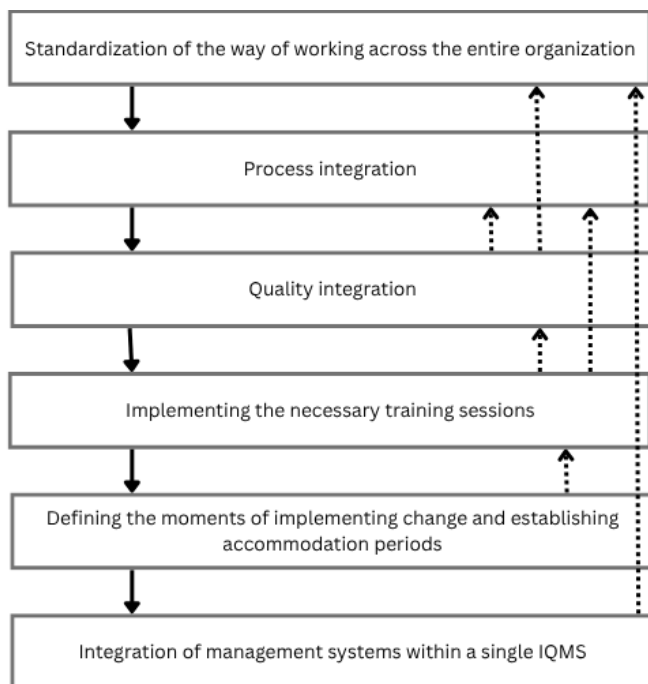 Standardization of the way of working across the entire organization
Process integration
Quality integration
Implementing the necessary training sessions
Defining the moments of implementing change and establishing
accommodation periods
Integration of management systems within a single IQMS